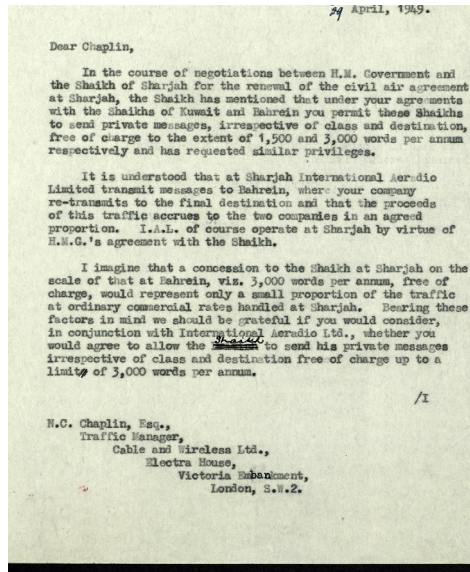 29 April, 1949.
Dear Chaplin,
In the course of negotiations between H.M. Government and
the Shaikh of Sharjah for the renewal of the civil air agreement
at Sharjah, the Shaikh has mentioned that under your agreements
with the Shaikhs of Kuwait and Bahrein you permit these Shaikhs
to send private messages, irrespective of class and destination,
free of charge to the extent of 1,500 and 3,000 words per annum
respectively and has requested similar privileges.
It is understood that at Sharjah International Aeradio
Limited transmit messages to Bahrein, where your company
re-transmits to the final destination and that the proceeds
of this traffic accrues to the two companies in an agreed
proportion. I.A.L. of course operate at Sharjah by virtue of
H.M.G.'s agreement with the Shaikh.
I imagine that a concession to the Shaikh at Sharjah on the
scale of that at Bahrein, viz. 3,000 words per annum, free of
charge, would represent only a small proportion of the traffic
at ordinary commercial rates handled at Sharjah. Bearing these
factors in mind we should be grateful if you would consider,
in conjunction with International Aeradio Ltd., whether you
would agree to allow the Shaikh to send his private messages
irrespective of class and destination free of charge up to a
limit of 3,000 words per annum.
/I
N.C. Chaplin, Esq.,
Traffic Manager,
Cable and Wireless Ltd.,
Electra House,
Victoria Embankment,
London, S.W.2.